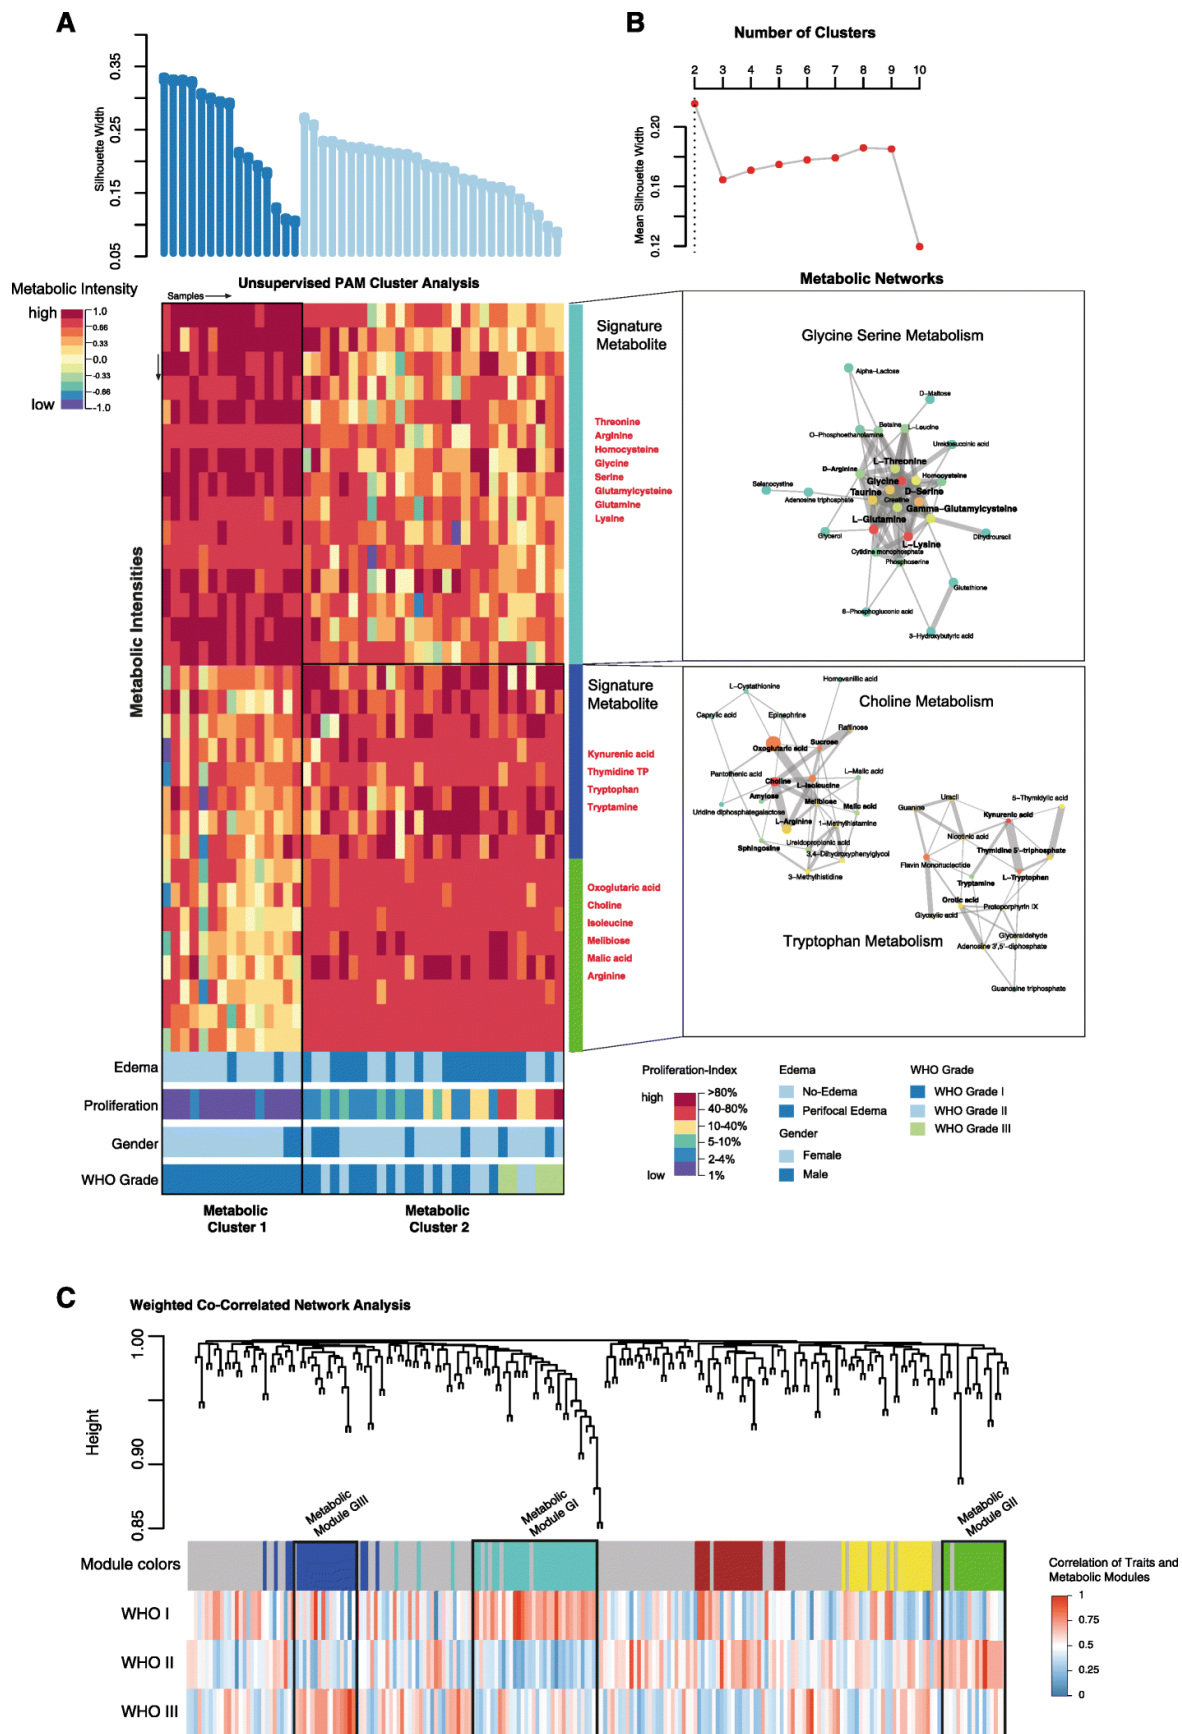 A
B
Number of Clusters
2 3 4 5 6 7 8 9 10
Mean Silhouette Width
0.20
0.16
0.12
Silhouette Width
0.35
0.25
0.15
0.05
Unsupervised PAM Cluster Analysis
Metabolic Networks
Metabolic Intensity
high
low
1.0
0.66
0.33
0.0
-0.33
-0.66
-1.0
Samples
Metabolic Intensities
Signature
Metabolite
Threonine
Arginine
Homocysteine
Glycine
Serine
Glutamylcysteine
Glutamine
Lysine
Signature
Metabolite
Kynurenic acid
Thymidine TP
Tryptophan
Tryptamine
Oxoglutaric acid
Choline
Isoleucine
Melibiose
Malic acid
Arginine
Glycine Serine Metabolism
Alpha-Lactose
D-Maltose
Betaine
L-Leucine
O-Phosphoethanolamine
Ureidosuccinic acid
L-Threonine
D-Arginine
Homocysteine
Glycine
Selanocystine
Taurine
D-Serine
Adenosine triphosphate
Creatine
Gamma-Glutamylcysteine
L-Glutamine
Glycerol
Dihydrouracil
L-Lysine
Cytidine monophosphate
Phosphoserine
Glutathione
6-Phosphogluconic acid
3-Hydroxybutyric acid
Choline Metabolism
Homovanillic acid
L-Cystathionine
Caprylic acid
Epinephrine
Raffinose
Sucrose
Oxoglutaric acid
Pantothenic acid
L-Malic acid
Choline
L-Isoleucine
Amylose
Melibiose
Malic acid
Uridine diphosphategalactose
L-Arginine
1-Methylhistamine
Ureidopropionic acid
Sphingosine
3,4-Dihydroxyphenylglycol
3-Methylhistidine
Uracil
5-Thymidylic acid
Guanine
Kynurenic acid
Nicotinic acid
Thymidine 5'-triphosphate
Flavin Mononucleotide
L-Tryptophan
Tryptamine
Orotic acid
Protoporphyrin IX
Glyoxylic acid
Glyceraldehyde
Adenosine 3',5'-diphosphate
Guanosine triphosphate
Tryptophan Metabolism
Edema
Proliferation
Gender
WHO Grade
Metabolic
Cluster 1
Metabolic
Cluster 2
Proliferation-Index
high
low
>80%
40-80%
10-40%
5-10%
2-4%
1%
Edema
No-Edema
Perifocal Edema
Gender
Female
Male
WHO Grade
WHO Grade I
WHO Grade II
WHO Grade III
C
Weighted Co-Correlated Network Analysis
Height
1.00
0.90
0.85
Metabolic
Module GIII
Metabolic
Module GI
Metabolic
Module GII
Module colors
WHO I
WHO II
WHO III
Correlation of Traits and
Metabolic Modules
1
0.75
0.5
0.25
0